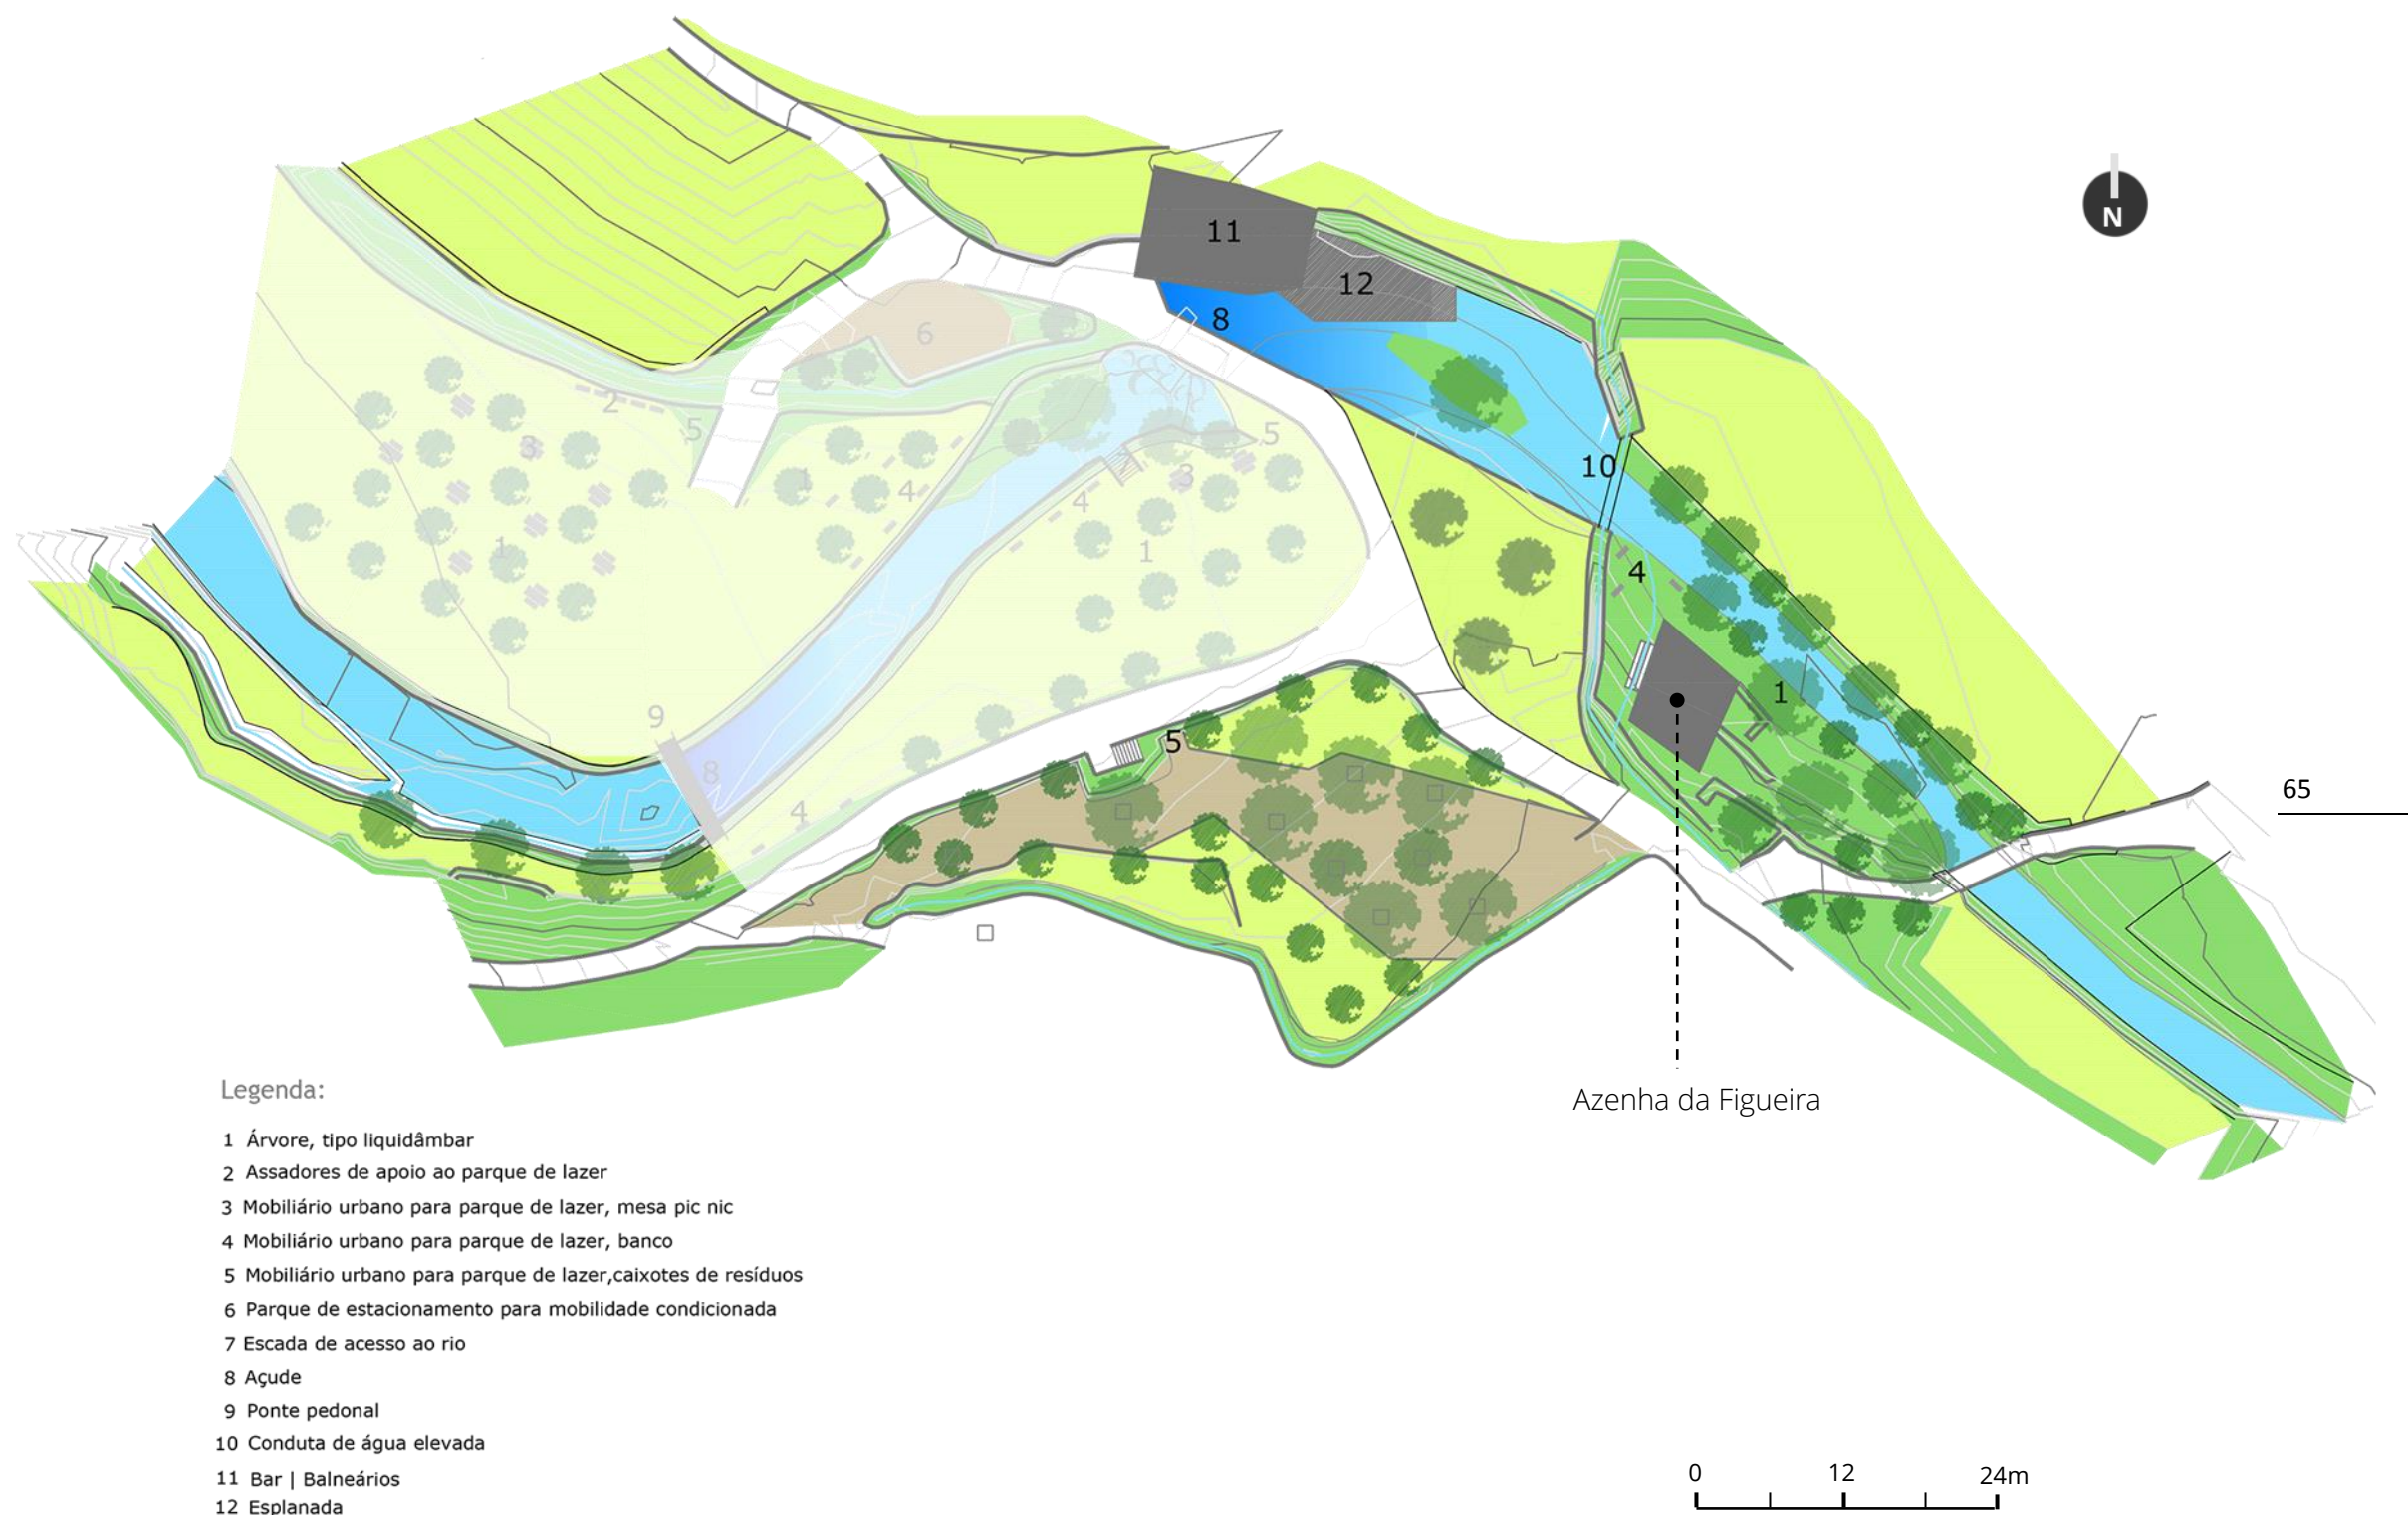 11
12
N
8
6
2
5
3
5
10
1
4
3
4
7
1
1
4
1
9
5
8
65
4
Azenha da Figueira
Legenda:
1 Árvore, tipo liquidâmbar
2 Assadores de apoio ao parque de lazer
3 Mobiliário urbano para parque de lazer, mesa pic nic
4 Mobiliário urbano para parque de lazer, banco
5 Mobiliário urbano para parque de lazer,caixotes de resíduos
6 Parque de estacionamento para mobilidade condicionada
7 Escada de acesso ao rio
8 Açude
9 Ponte pedonal
10 Conduta de água elevada
11 Bar | Balneários
12 Esplanada
0 12 24m